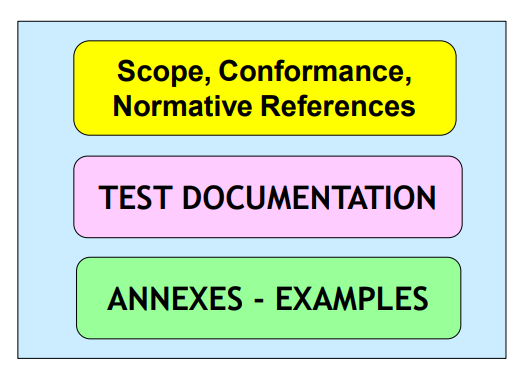 Scope, Conformance,
Normative References
TEST DOCUMENTATION
ANNEXES - EXAMPLES